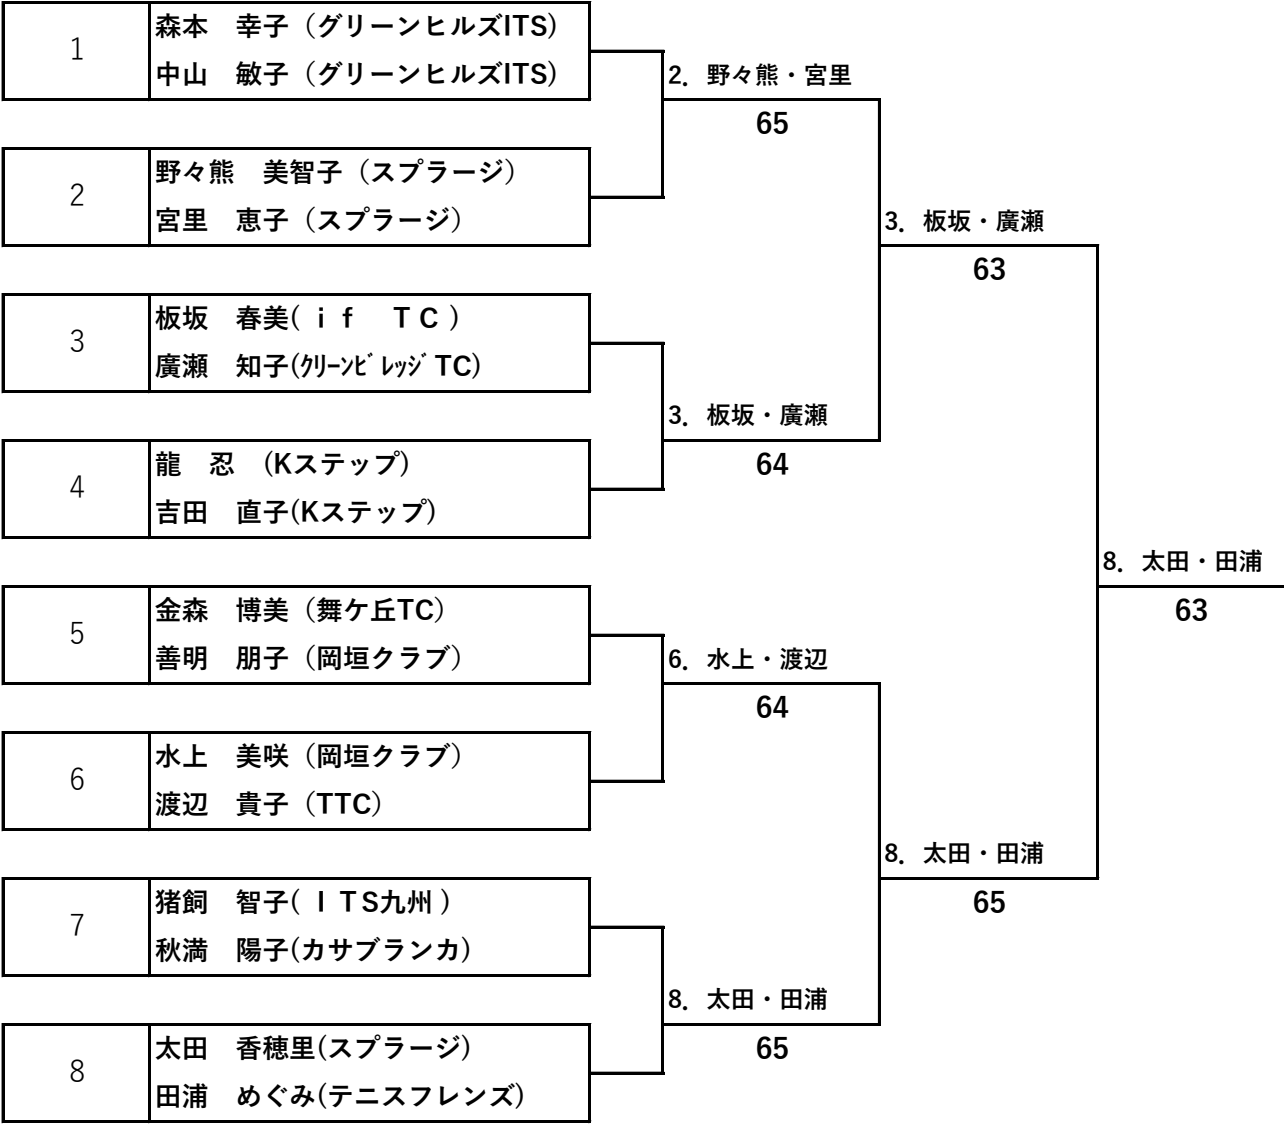 1
森本　幸子（グリーンヒルズITS）
中山　敏子（グリーンヒルズITS）
2．野々熊・宮里
65
2
野々熊　美智子（スプラージ）
宮里　恵子（スプラージ）
3．板坂・廣瀬
63
3
板坂　春美(ｉｆ　ＴＣ)
廣瀬　知子(ｸﾘｰﾝﾋﾞﾚｯｼﾞTC)
3．板坂・廣瀬
64
4
龍　忍　(Kステップ)
吉田　直子(Kステップ)
8．太田・田浦
63
5
金森　博美（舞ケ丘TC）
善明　朋子（岡垣クラブ）
6．水上・渡辺
64
6
水上　美咲（岡垣クラブ）
渡辺　貴子（TTC）
8．太田・田浦
65
7
猪飼　智子(ＩＴS九州)
秋満　陽子(カサブランカ)
8．太田・田浦
65
8
太田　香穂里(スプラージ)
田浦　めぐみ(テニスフレンズ)